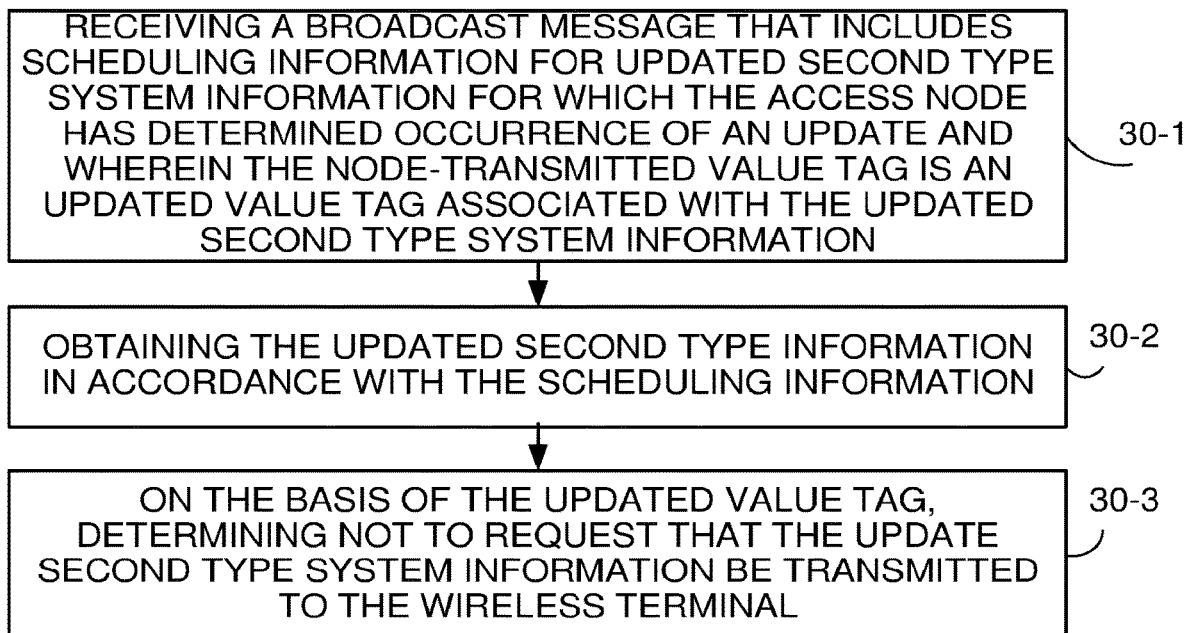 RECEIVING A BROADCAST MESSAGE THAT INCLUDES
SCHEDULING INFORMATION FOR UPDATED SECOND TYPE
SYSTEM INFORMATION FOR WHICH THE ACCESS NODE
HAS DETERMINED OCCURRENCE OF AN UPDATE AND
WHEREIN THE NODE-TRANSMITTED VALUE TAG IS AN
UPDATED VALUE TAG ASSOCIATED WITH THE UPDATED
SECOND TYPE SYSTEM INFORMATION
30-1
OBTAINING THE UPDATED SECOND TYPE INFORMATION
IN ACCORDANCE WITH THE SCHEDULING INFORMATION
30-2
ON THE BASIS OF THE UPDATED VALUE TAG,
DETERMINING NOT TO REQUEST THAT THE UPDATE
SECOND TYPE SYSTEM INFORMATION BE TRANSMITTED
TO THE WIRELESS TERMINAL
30-3